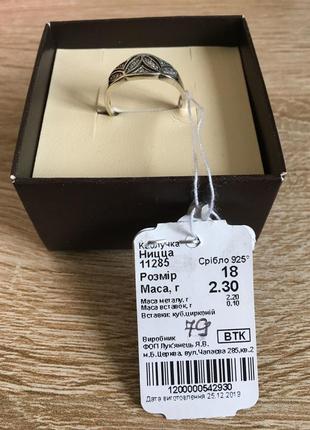 Каблучка
Ницца
11285 Срібло 925°
Розмір 18
Маса, г 2.30
Маса металу, г 2.20
Маса вставок, г 0.10
Вставки: куб.цирконій
79
Виробник ВТК
ФОП Лук'янець Я.В.
м.Б.Церква, вул.Чапаєва 285,кв.2
1200000542930
Дата виготовлення 25.12.2019